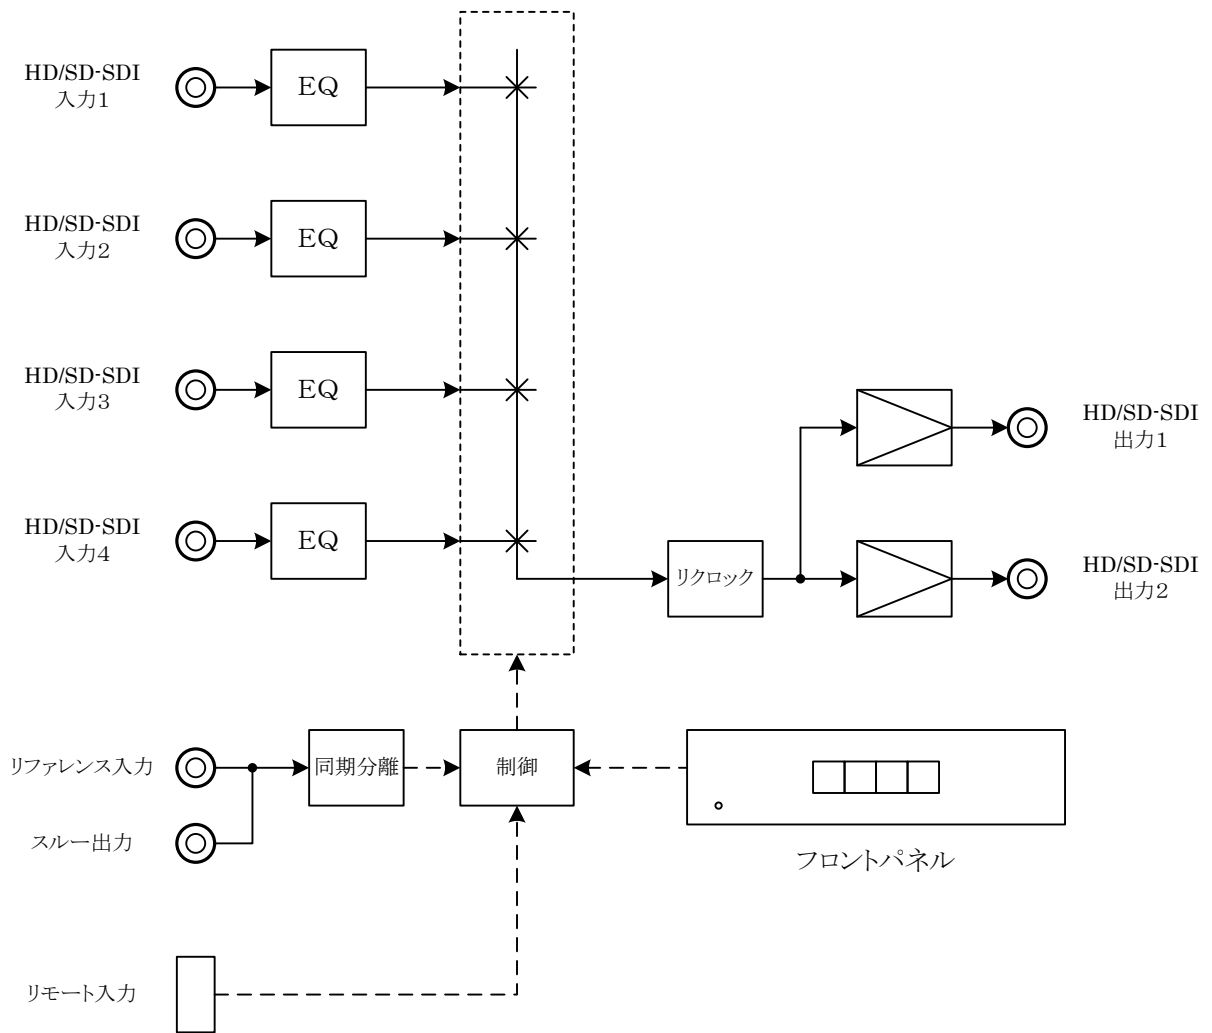 HD/SD-SDI
入力1
EQ
HD/SD-SDI
入力2
EQ
HD/SD-SDI
入力3
EQ
HD/SD-SDI
出力1
HD/SD-SDI
入力4
EQ
リクロック
HD/SD-SDI
出力2
リファレンス入力
同期分離
制御
スルー出力
フロントパネル
リモート入力